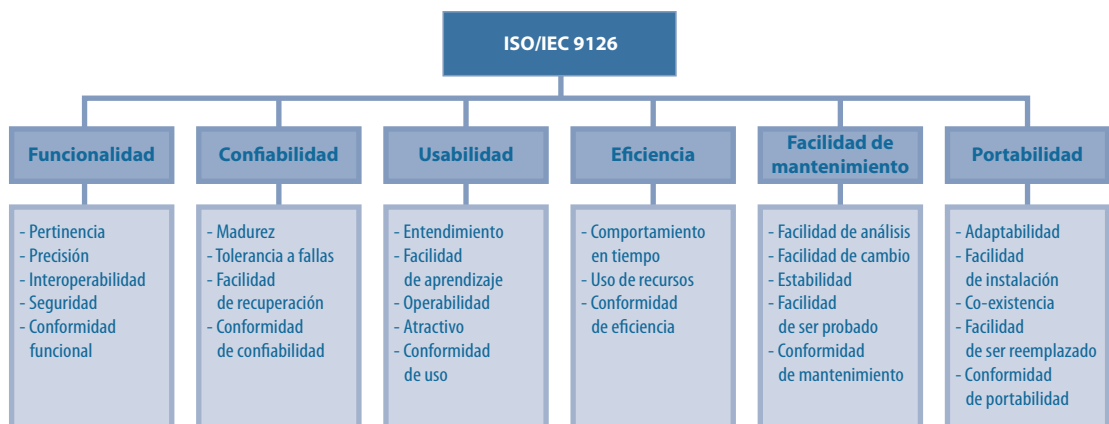 ISO/IEC 9126
Funcionalidad
Confiabilidad
Usabilidad
Eficiencia
Facilidad de
mantenimiento
Portabilidad
- Pertinencia
- Precisión
- Interoperabilidad
- Seguridad
- Conformidad
funcional
- Madurez
- Tolerancia a fallas
- Facilidad
de recuperación
- Conformidad
de confiabilidad
- Entendimiento
- Facilidad
de aprendizaje
- Operabilidad
- Atractivo
- Conformidad
de uso
- Comportamiento
en tiempo
- Uso de recursos
- Conformidad
de eficiencia
- Facilidad de análisis
- Facilidad de cambio
- Estabilidad
- Facilidad
de ser probado
- Conformidad
de mantenimiento
- Adaptabilidad
- Facilidad
de instalación
- Co-existencia
- Facilidad
de ser reemplazado
- Conformidad
de portabilidad